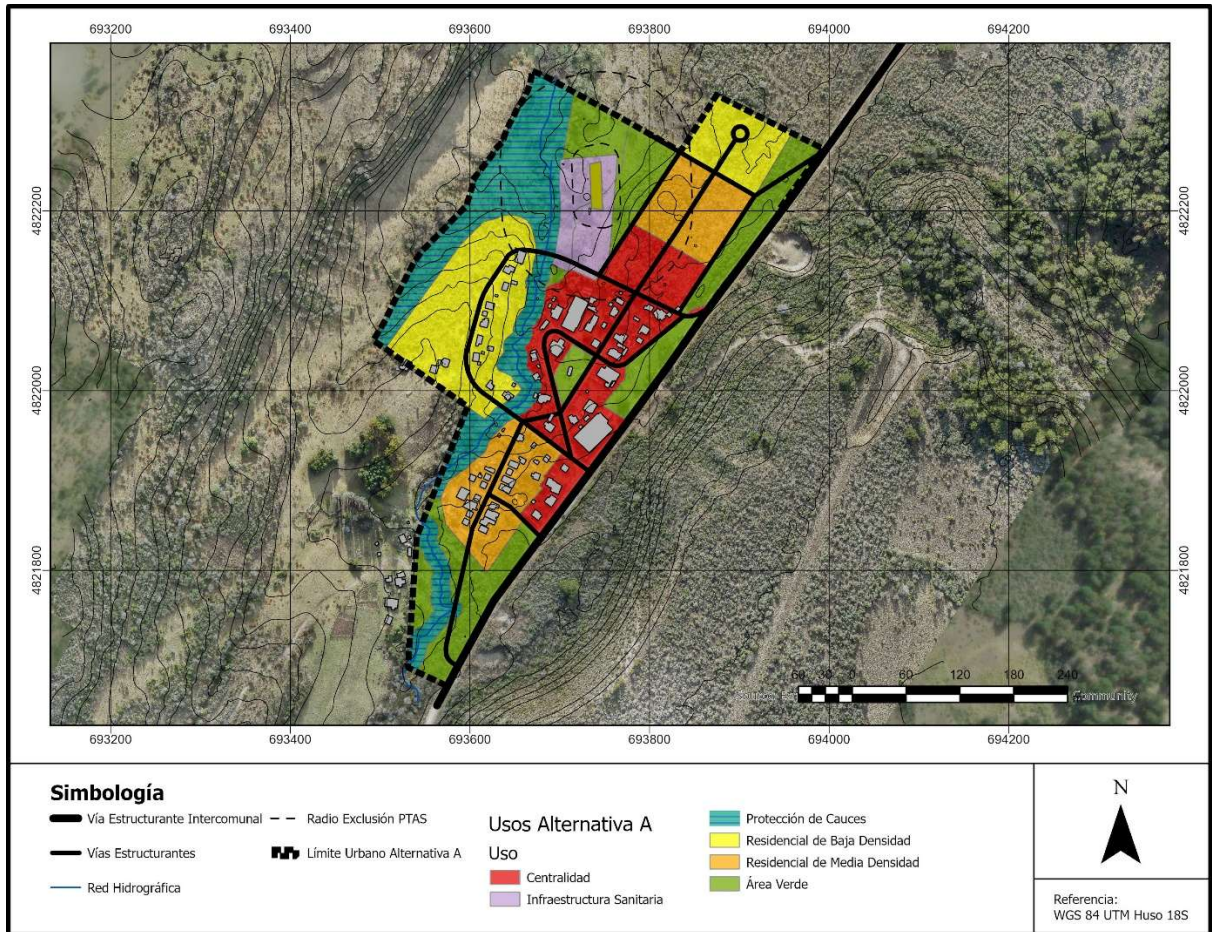 693200 693400 693600 693800 694000 694200
4822200 4822200
4822000 4822000
4821800 4821800
60 30 0 60 120 180 240
Community
693200 693400 693600 693800 694000 694200
Simbología
Vía Estructurante Intercomunal
Vías Estructurantes
Red Hidrográfica
Radio Exclusión PTAS
Límite Urbano Alternativa A
Usos Alternativa A
Uso
Centralidad
Infraestructura Sanitaria
Protección de Cauces
Residencial de Baja Densidad
Residencial de Media Densidad
Área Verde
N
Referencia:
WGS 84 UTM Huso 18S